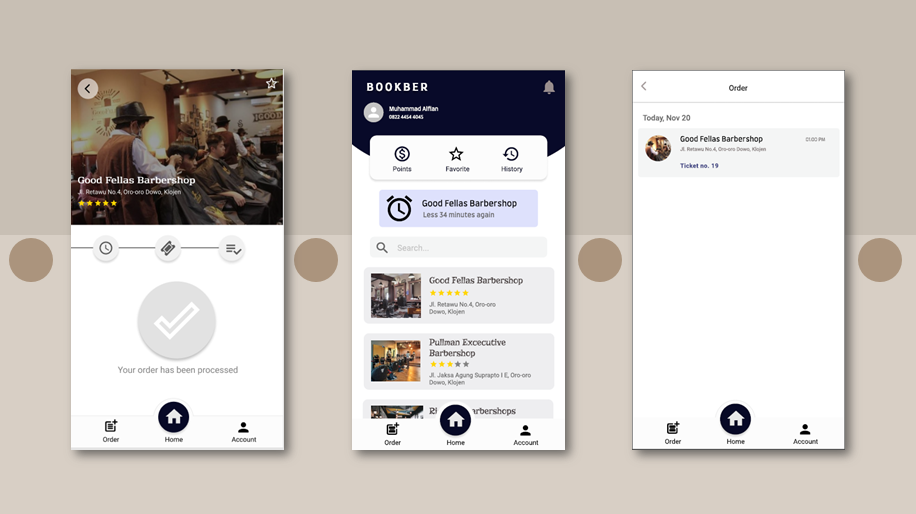 Good Fellas Barbershop
Jl. Retawu No.4, Oro-oro Dowo, Klojen
Your order has been processed
Order
Home
Account
BOOKBER
Muhammad Alfian
0822 4454 4045
Points
Favorite
History
Good Fellas Barbershop
Less 34 minutes again
Search...
Good Fellas Barbershop
Jl. Retawu No.4, Oro-oro
Dowo, Klojen
Pullman Excecutive
Barbershop
Jl. Jaksa Agung Suprapto I E, Oro-oro
Dowo, Klojen
Order
Home
Account
Order
Today, Nov 20
Good Fellas Barbershop
01:00 PM
Jl. Retawu No.4, Oro-oro Dowo, Klojen
Ticket no. 19
Order
Home
Account